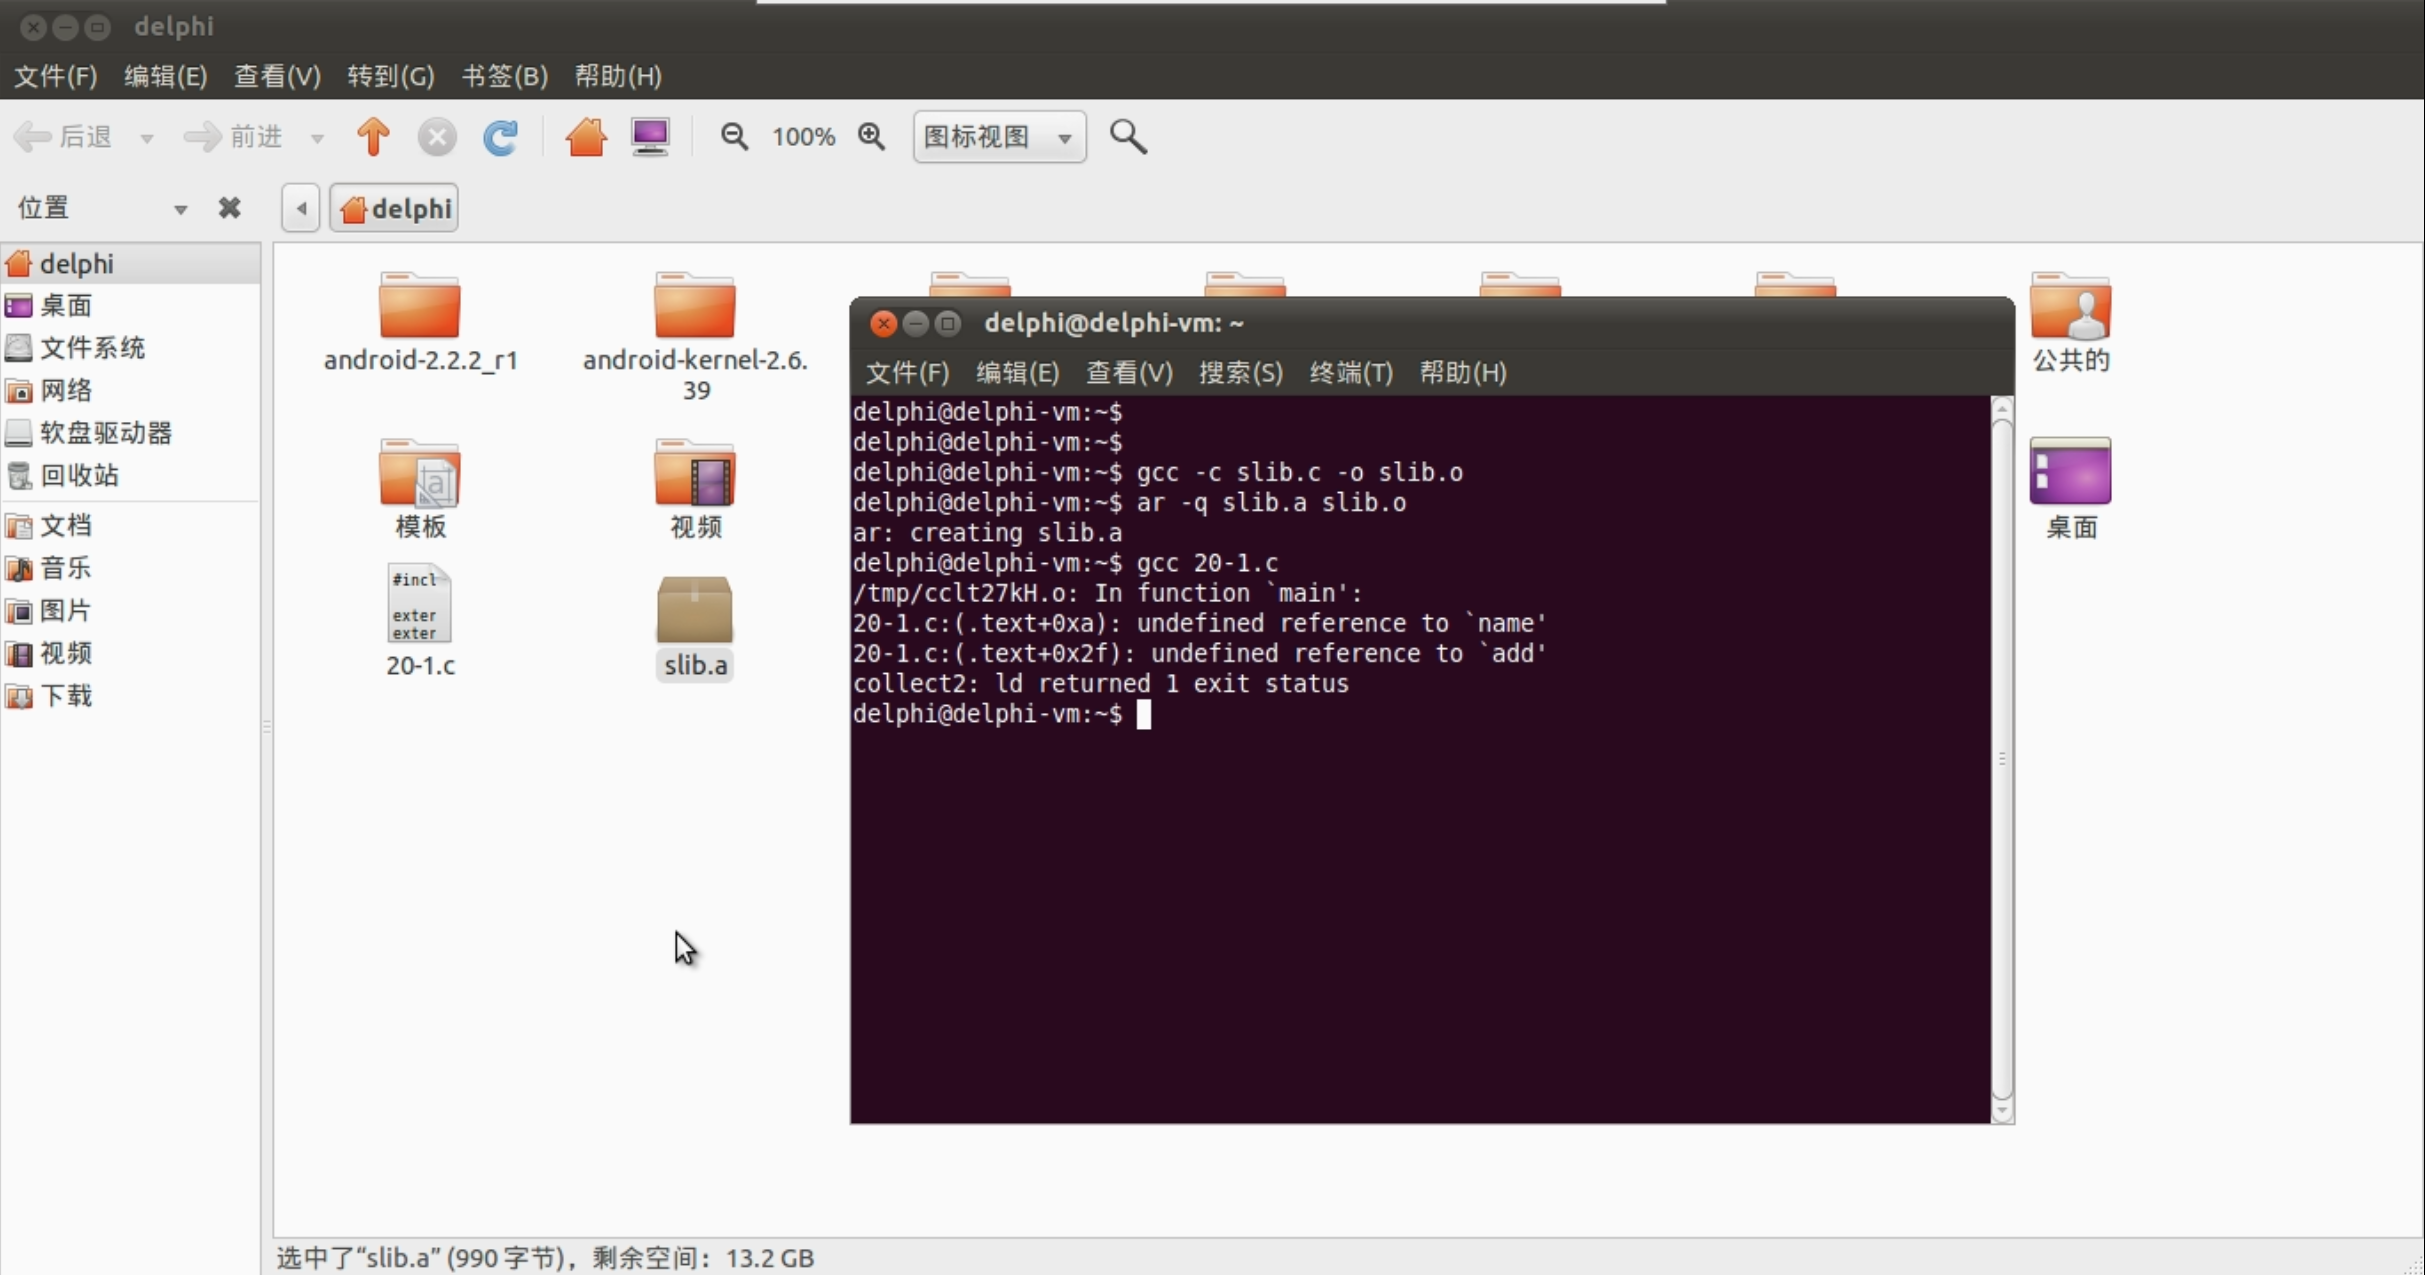 delphi
文件(F) 编辑(E) 查看(V) 转到(G) 书签(B) 帮助(H)
后退 前进 100% 图标视图
位置 delphi
delphi
桌面
文件系统
网络
软盘驱动器
回收站
文档
音乐
图片
视频
下载
android-2.2.2_r1
android-kernel-2.6.
39
公共的
模板
视频
桌面
#incl
exter
exter
20-1.c
slib.a
delphi@delphi-vm: ~
文件(F) 编辑(E) 查看(V) 搜索(S) 终端(T) 帮助(H)
delphi@delphi-vm:~$
delphi@delphi-vm:~$
delphi@delphi-vm:~$ gcc -c slib.c -o slib.o
delphi@delphi-vm:~$ ar -q slib.a slib.o
ar: creating slib.a
delphi@delphi-vm:~$ gcc 20-1.c
/tmp/cclt27kH.o: In function `main':
20-1.c:(.text+0xa): undefined reference to `name'
20-1.c:(.text+0x2f): undefined reference to `add'
collect2: ld returned 1 exit status
delphi@delphi-vm:~$
选中了“slib.a” (990 字节)，剩余空间：13.2 GB